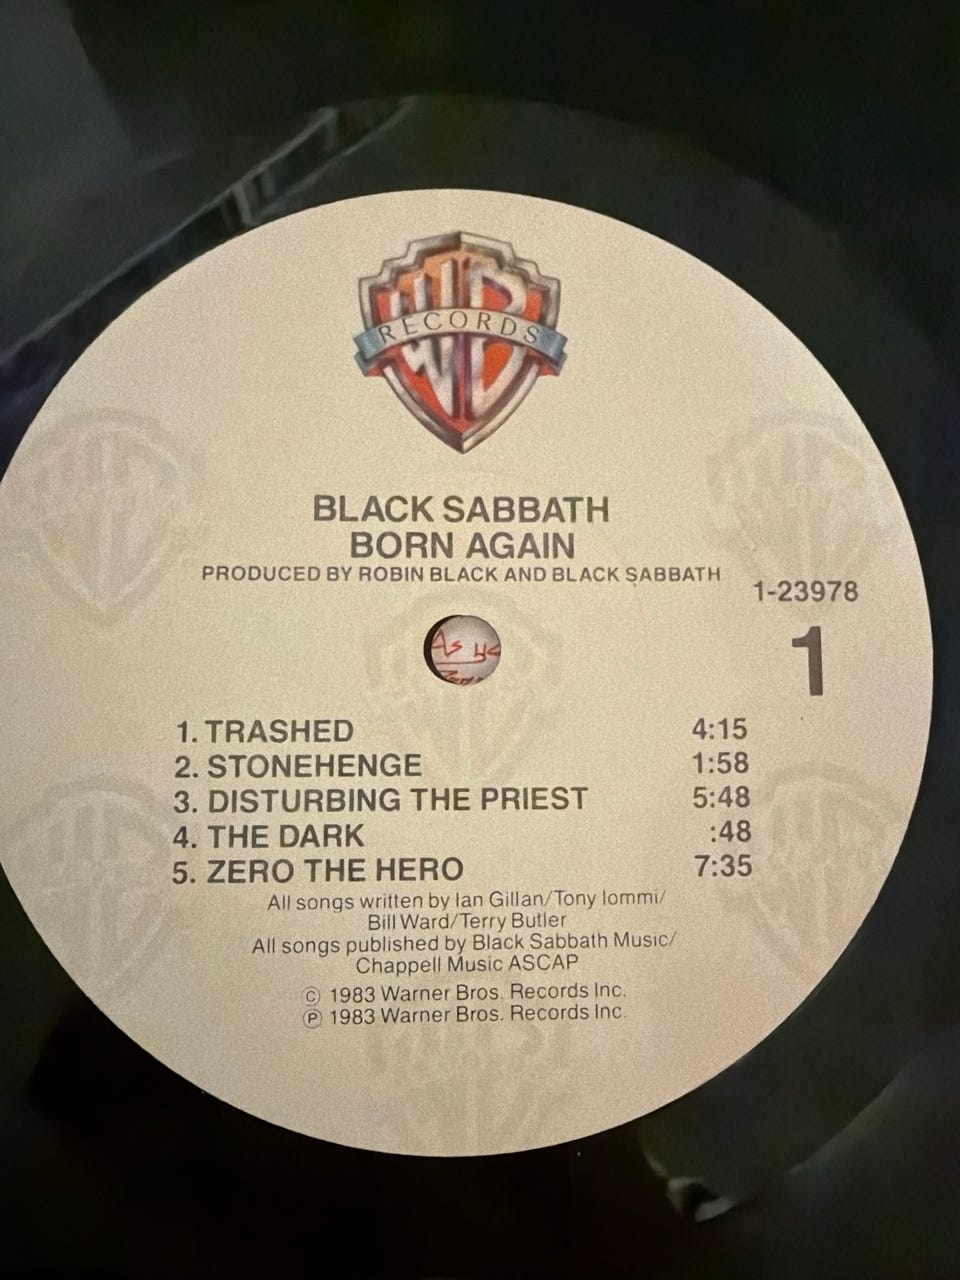 WB
RECORDS
BLACK SABBATH
BORN AGAIN
PRODUCED BY ROBIN BLACK AND BLACK SABBATH
1-23978
1
As
1. TRASHED 4:15
2. STONEHENGE 1:58
3. DISTURBING THE PRIEST 5:48
4. THE DARK :48
5. ZERO THE HERO 7:35
All songs written by Ian Gillan/Tony Iommi/
Bill Ward/Terry Butler
All songs published by Black Sabbath Music/
Chappell Music ASCAP
© 1983 Warner Bros. Records Inc.
℗ 1983 Warner Bros. Records Inc.